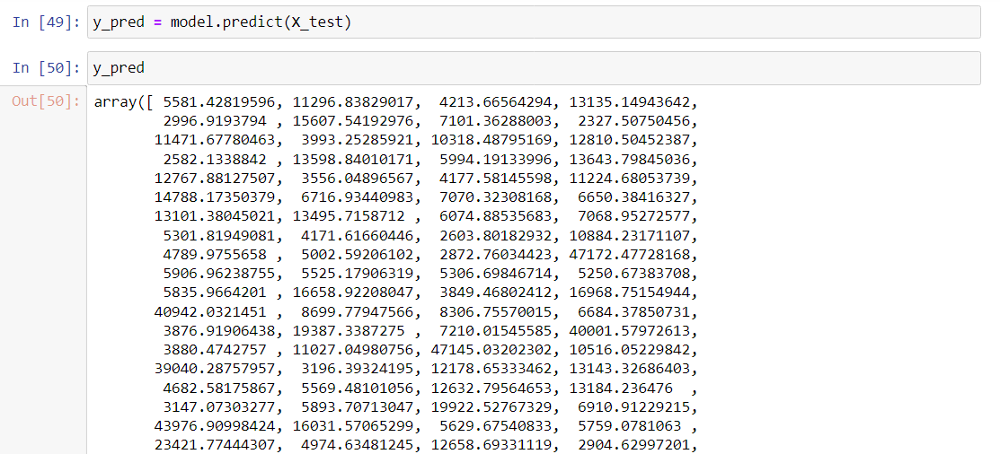 In [49]: y_pred = model.predict(X_test)
In [50]: y_pred
Out[50]: array([ 5581.42819596, 11296.83829017,  4213.66564294, 13135.14943642,
        2996.9193794 , 15607.54192976,  7101.36288003,  2327.50750456,
       11471.67780463,  3993.25285921, 10318.48795169, 12810.50452387,
        2582.1338842 , 13598.84010171,  5994.19133996, 13643.79845036,
       12767.88127507,  3556.04896567,  4177.58145598, 11224.68053739,
       14788.17350379,  6716.93440983,  7070.32308168,  6650.38416327,
       13101.38045021, 13495.7158712 ,  6074.88535683,  7068.95272577,
        5301.81949081,  4171.61660446,  2603.80182932, 10884.23171107,
        4789.9755658 ,  5002.59206102,  2872.76034423, 47172.47728168,
        5906.96238755,  5525.17906319,  5306.69846714,  5250.67383708,
        5835.9664201 , 16658.92208047,  3849.46802412, 16968.75154944,
       40942.0321451 ,  8699.77947566,  8306.75570015,  6684.37850731,
        3876.91906438, 19387.3387275 ,  7210.01545585, 40001.57972613,
        3880.4742757 , 11027.04980756, 47145.03202302, 10516.05229842,
       39040.28757957,  3196.39324195, 12178.65333462, 13143.32686403,
        4682.58175867,  5569.48101056, 12632.79564653, 13184.236476  ,
        3147.07303277,  5893.70713047, 19922.52767329,  6910.91229215,
       43976.90998424, 16031.57065299,  5629.67540833,  5759.0781063 ,
       23421.77444307,  4974.63481245, 12658.69331119,  2904.62997201,